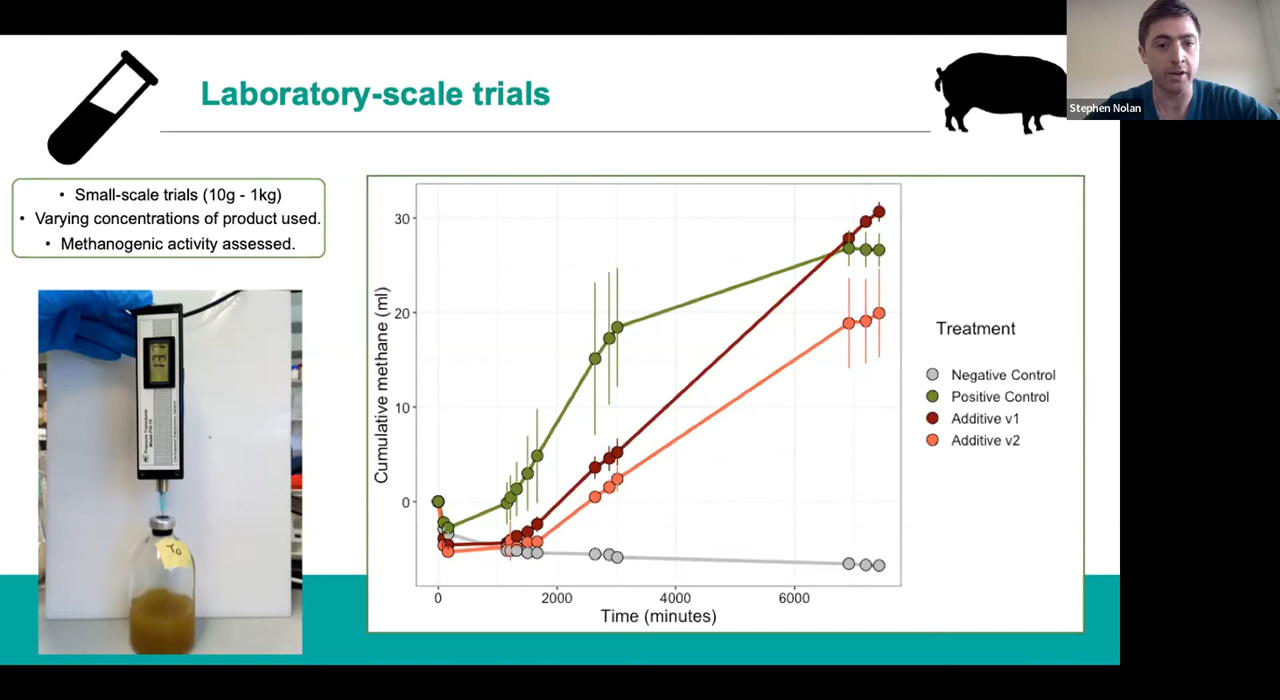 Laboratory-scale trials
Stephen Nolan
• Small-scale trials (10g - 1kg)
• Varying concentrations of product used.
• Methanogenic activity assessed.
T0
Cumulative methane (ml)
30
20
10
0
0 2000 4000 6000
Time (minutes)
Treatment
Negative Control
Positive Control
Additive v1
Additive v2